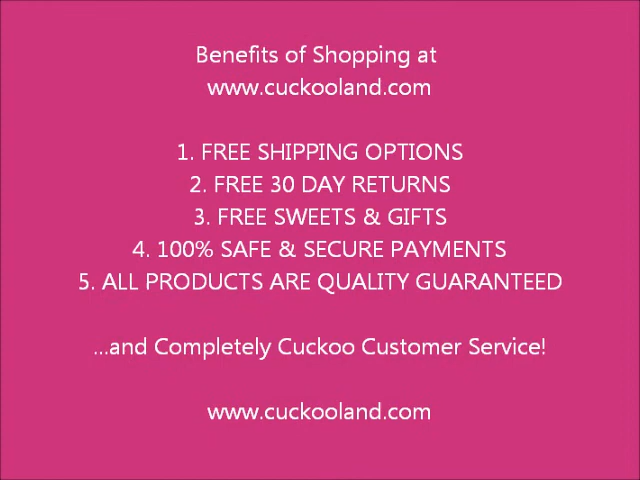 Benefits of Shopping at
www.cuckooland.com
1. FREE SHIPPING OPTIONS
2. FREE 30 DAY RETURNS
3. FREE SWEETS & GIFTS
4. 100% SAFE & SECURE PAYMENTS
5. ALL PRODUCTS ARE QUALITY GUARANTEED
...and Completely Cuckoo Customer Service!
www.cuckooland.com